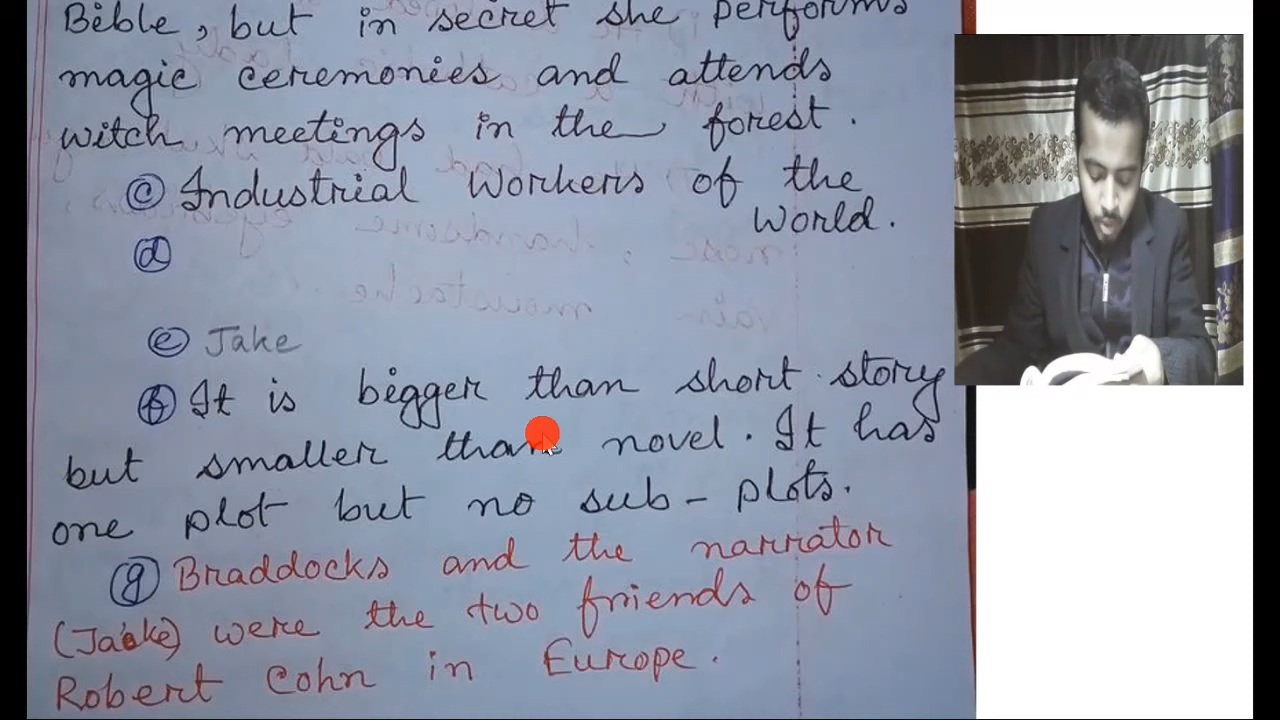 Bible, but in secret she performs
magic ceremonies and attends
witch meetings in the forest.
(c) Industrial Workers of the
World.
(d)
(e) Jake
(f) It is bigger than short story
but smaller than novel. It has
one plot but no sub-plots.
(g) Braddocks and the narrator
(Jake) were the two friends of
Robert Cohn in Europe.